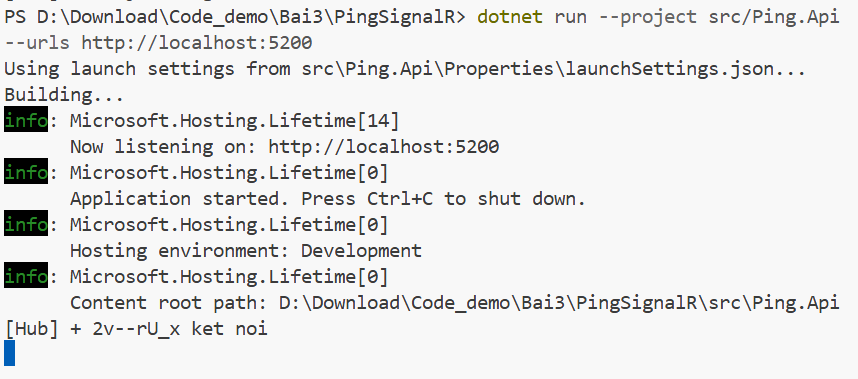 PS D:\Download\Code_demo\Bai3\PingSignalR> dotnet run --project src/Ping.Api
--urls http://localhost:5200
Using launch settings from src\Ping.Api\Properties\launchSettings.json...
Building...
info: Microsoft.Hosting.Lifetime[14]
      Now listening on: http://localhost:5200
info: Microsoft.Hosting.Lifetime[0]
      Application started. Press Ctrl+C to shut down.
info: Microsoft.Hosting.Lifetime[0]
      Hosting environment: Development
info: Microsoft.Hosting.Lifetime[0]
      Content root path: D:\Download\Code_demo\Bai3\PingSignalR\src\Ping.Api
[Hub] + 2v--rU_x ket noi